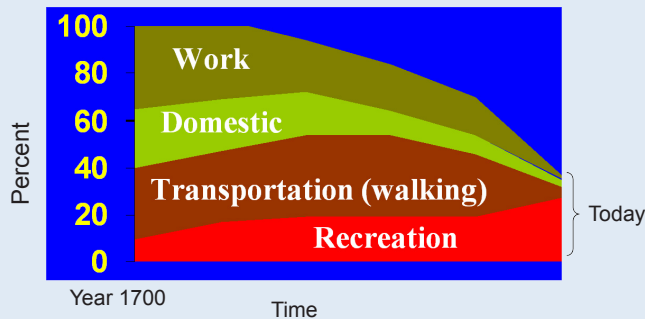 100
80
60
40
20
0
Percent
Work
Domestic
Transportation (walking)
Recreation
Today
Year 1700
Time